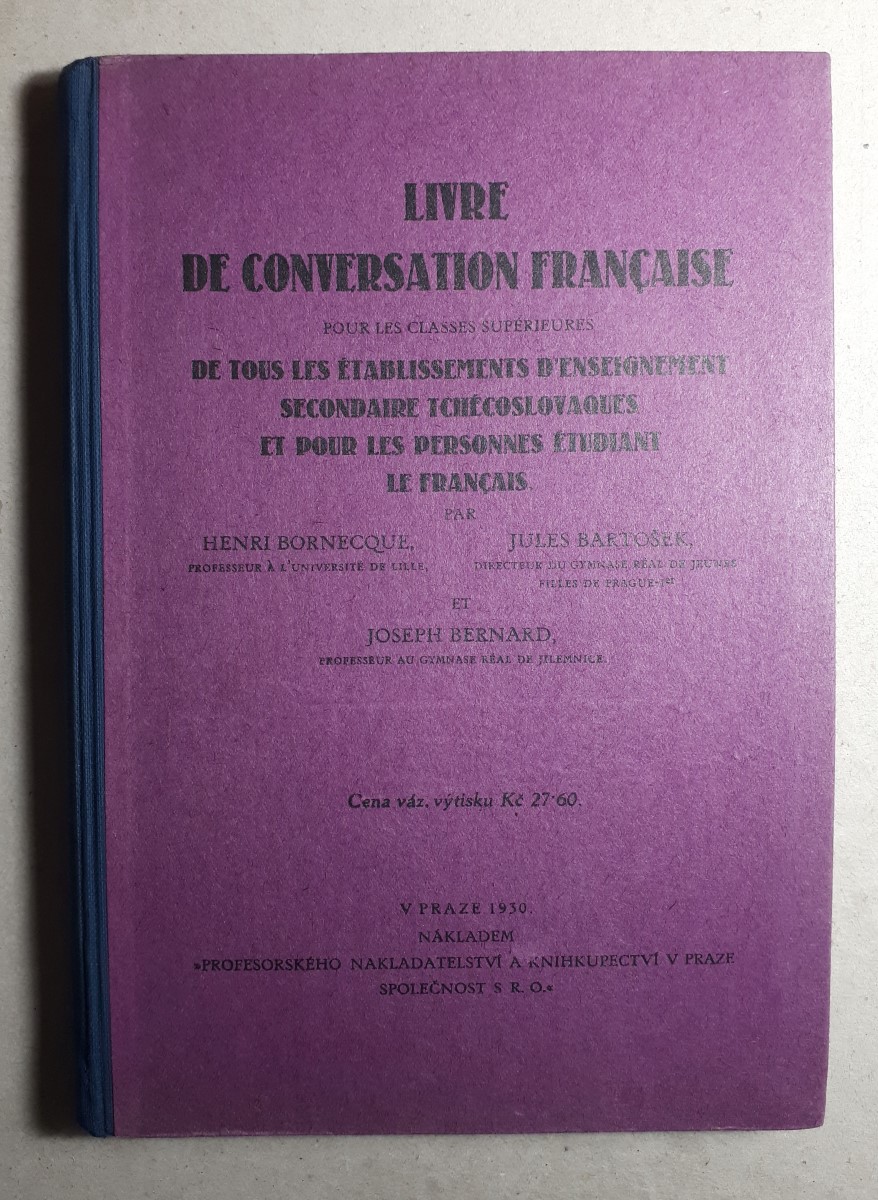 LIVRE
DE CONVERSATION FRANÇAISE
POUR LES CLASSES SUPÉRIEURES
DE TOUS LES ÉTABLISSEMENTS D'ENSEIGNEMENT
SECONDAIRE TCHÉCOSLOVAQUES
ET POUR LES PERSONNES ÉTUDIANT
LE FRANÇAIS.
PAR
HENRI BORNECQUE,
PROFESSEUR À L'UNIVERSITÉ DE LILLE,
JULES BARTOŠEK,
DIRECTEUR DU GYMNASE RÉAL DE JEUNES
FILLES DE PRAGUE-Ier
ET
JOSEPH BERNARD,
PROFESSEUR AU GYMNASE RÉAL DE JILEMNICE.
Cena váz. výtisku Kč 27·60.
V PRAZE 1930.
NÁKLADEM
»PROFESORSKÉHO NAKLADATELSTVÍ A KNIHKUPECTVÍ V PRAZE
SPOLEČNOST S R. O.«